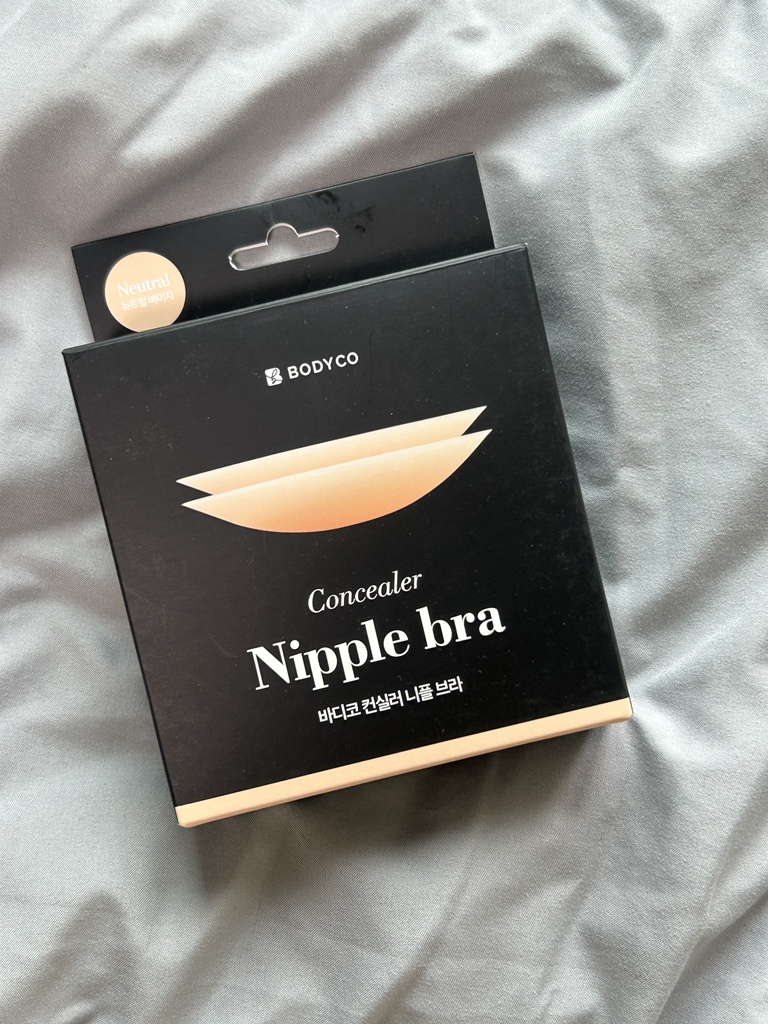 Neutral
뉴트럴 베이지
BODYCO
Concealer
Nipple bra
바디코 컨실러 니플 브라